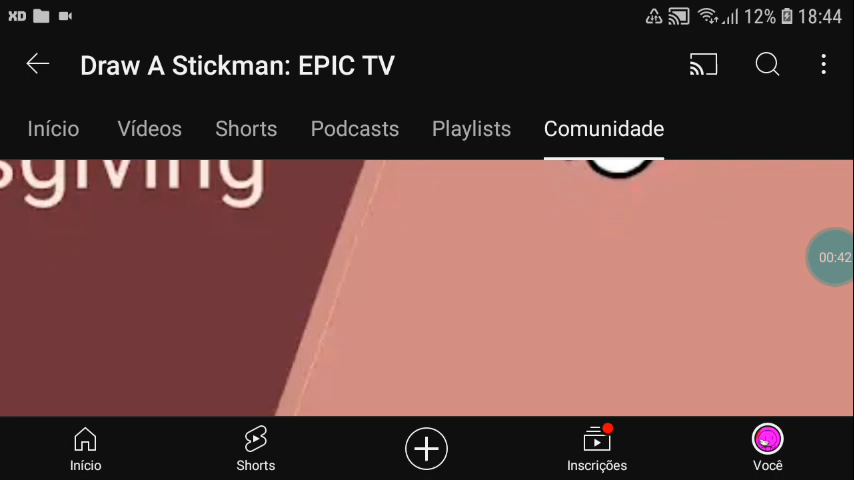 XD 12% 18:44
Draw A Stickman: EPIC TV
Início Vídeos Shorts Podcasts Playlists Comunidade
sgiving
00:42
Início Shorts Inscrições Você